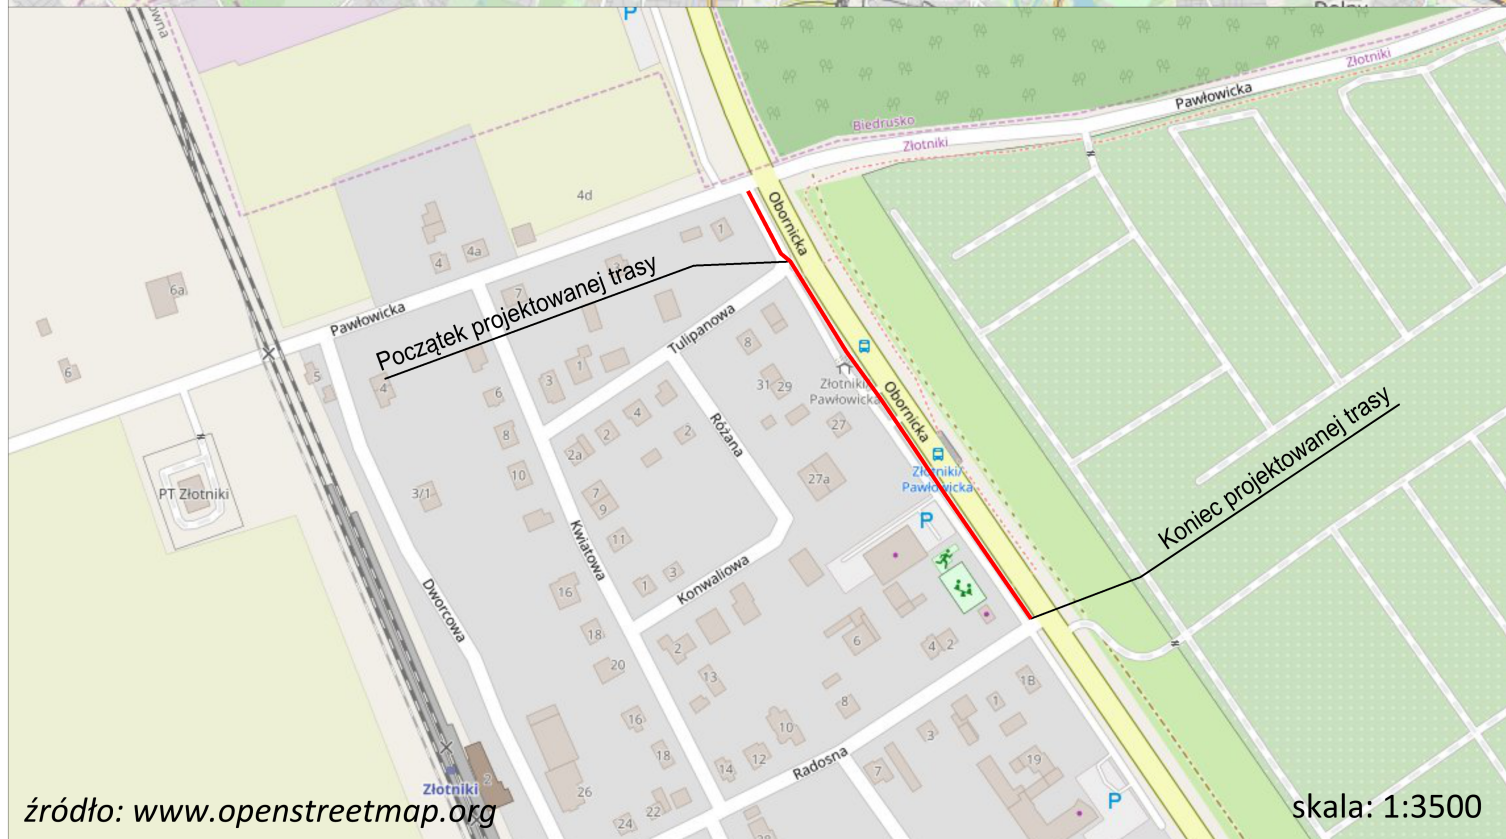 Dolny
P
ówna
Złotniki
Pawłowicka
Biedrusko
Złotniki
4d
Obornicka
1
4a
4
3
6a
7
Początek projektowanej trasy
Pawłowicka
Tulipanowa
8
6
5
4
3
1
Złotniki/
Pawłowicka
31
29
Obornicka
6
4
2
2
Różana
27
8
2a
10
27a
Złotniki/
Pawłowicka
Koniec projektowanej trasy
PT Złotniki
3/1
7
9
11
P
Kwiatowa
Konwaliowa
1
3
16
Dworcowa
18
20
2
6
4
2
13
8
1B
1
16
10
3
18
14
12
Radosna
7
19
Złotniki
2
26
22
24
38
P
źródło: www.openstreetmap.org
skala: 1:3500